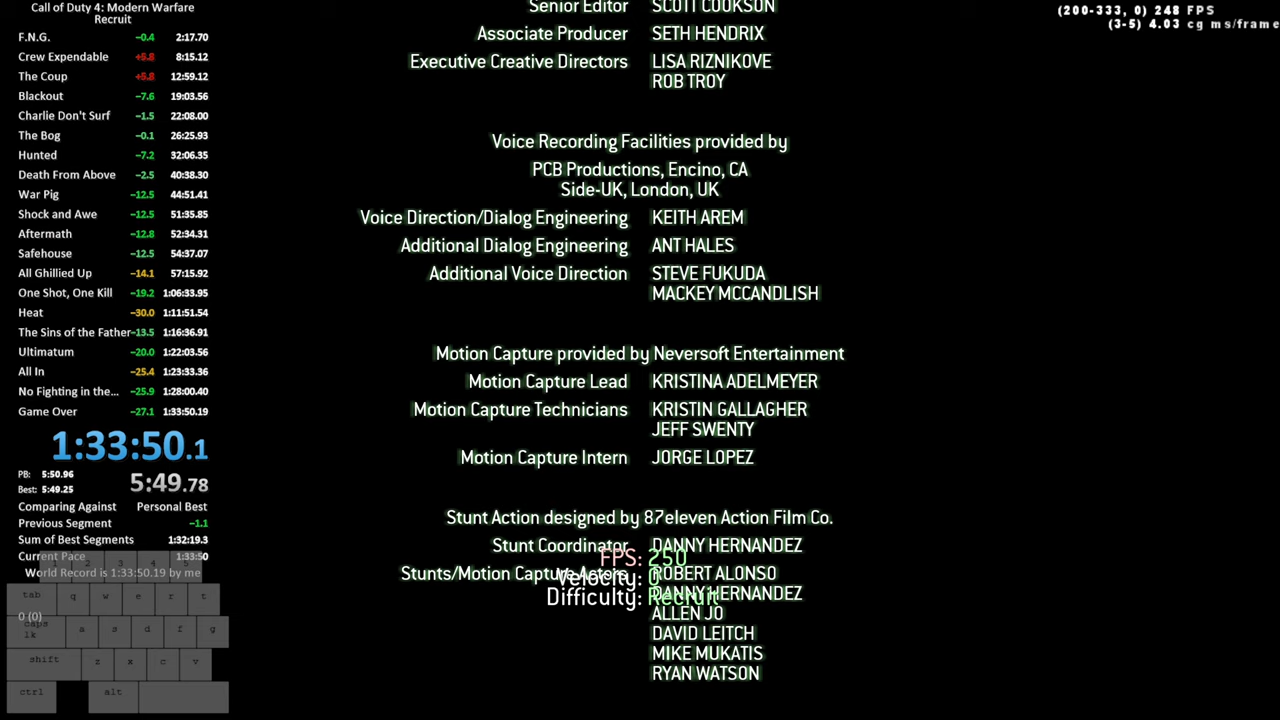 Call of Duty 4: Modern Warfare
Recruit
F.N.G. -0.4 2:17.70
Crew Expendable +5.8 8:15.12
The Coup +5.8 12:59.12
Blackout -7.6 19:03.56
Charlie Don't Surf -1.5 22:08.00
The Bog -0.1 26:25.93
Hunted -7.2 32:06.35
Death From Above -2.5 40:38.30
War Pig -12.5 44:51.41
Shock and Awe -12.5 51:35.85
Aftermath -12.8 52:34.31
Safehouse -12.5 54:37.07
All Ghillied Up -14.1 57:15.92
One Shot, One Kill -19.2 1:06:33.95
Heat -30.0 1:11:51.54
The Sins of the Father -13.5 1:16:36.91
Ultimatum -20.0 1:22:03.56
All In -25.4 1:23:33.36
No Fighting in the... -25.9 1:28:00.40
Game Over -27.1 1:33:50.19
1:33:50.1
PB: 5:50.96
Best: 5:49.25
5:49.78
Comparing Against Personal Best
Previous Segment -1.1
Sum of Best Segments 1:32:19.3
Current Pace 1:33:50
World Record is 1:33:50.19 by me
1 2 3 4 5
tab q w e r t
0 (0)
caps lk a s d f g
shift z x c v
ctrl alt
Senior Editor SCOTT COOKSON
Associate Producer SETH HENDRIX
Executive Creative Directors LISA RIZNIKOVE
ROB TROY
Voice Recording Facilities provided by
PCB Productions, Encino, CA
Side-UK, London, UK
Voice Direction/Dialog Engineering KEITH AREM
Additional Dialog Engineering ANT HALES
Additional Voice Direction STEVE FUKUDA
MACKEY MCCANDLISH
Motion Capture provided by Neversoft Entertainment
Motion Capture Lead KRISTINA ADELMEYER
Motion Capture Technicians KRISTIN GALLAGHER
JEFF SWENTY
Motion Capture Intern JORGE LOPEZ
Stunt Action designed by 87eleven Action Film Co.
Stunt Coordinator DANNY HERNANDEZ
FPS: 250
Stunts/Motion Capture Actors ROBERT ALONSO
Velocity: 0
DANNY HERNANDEZ
Difficulty: Recruit
ALLEN JO
DAVID LEITCH
MIKE MUKATIS
RYAN WATSON
(200-333, 0) 248 FPS
(3-5) 4.03 cg ms/frame